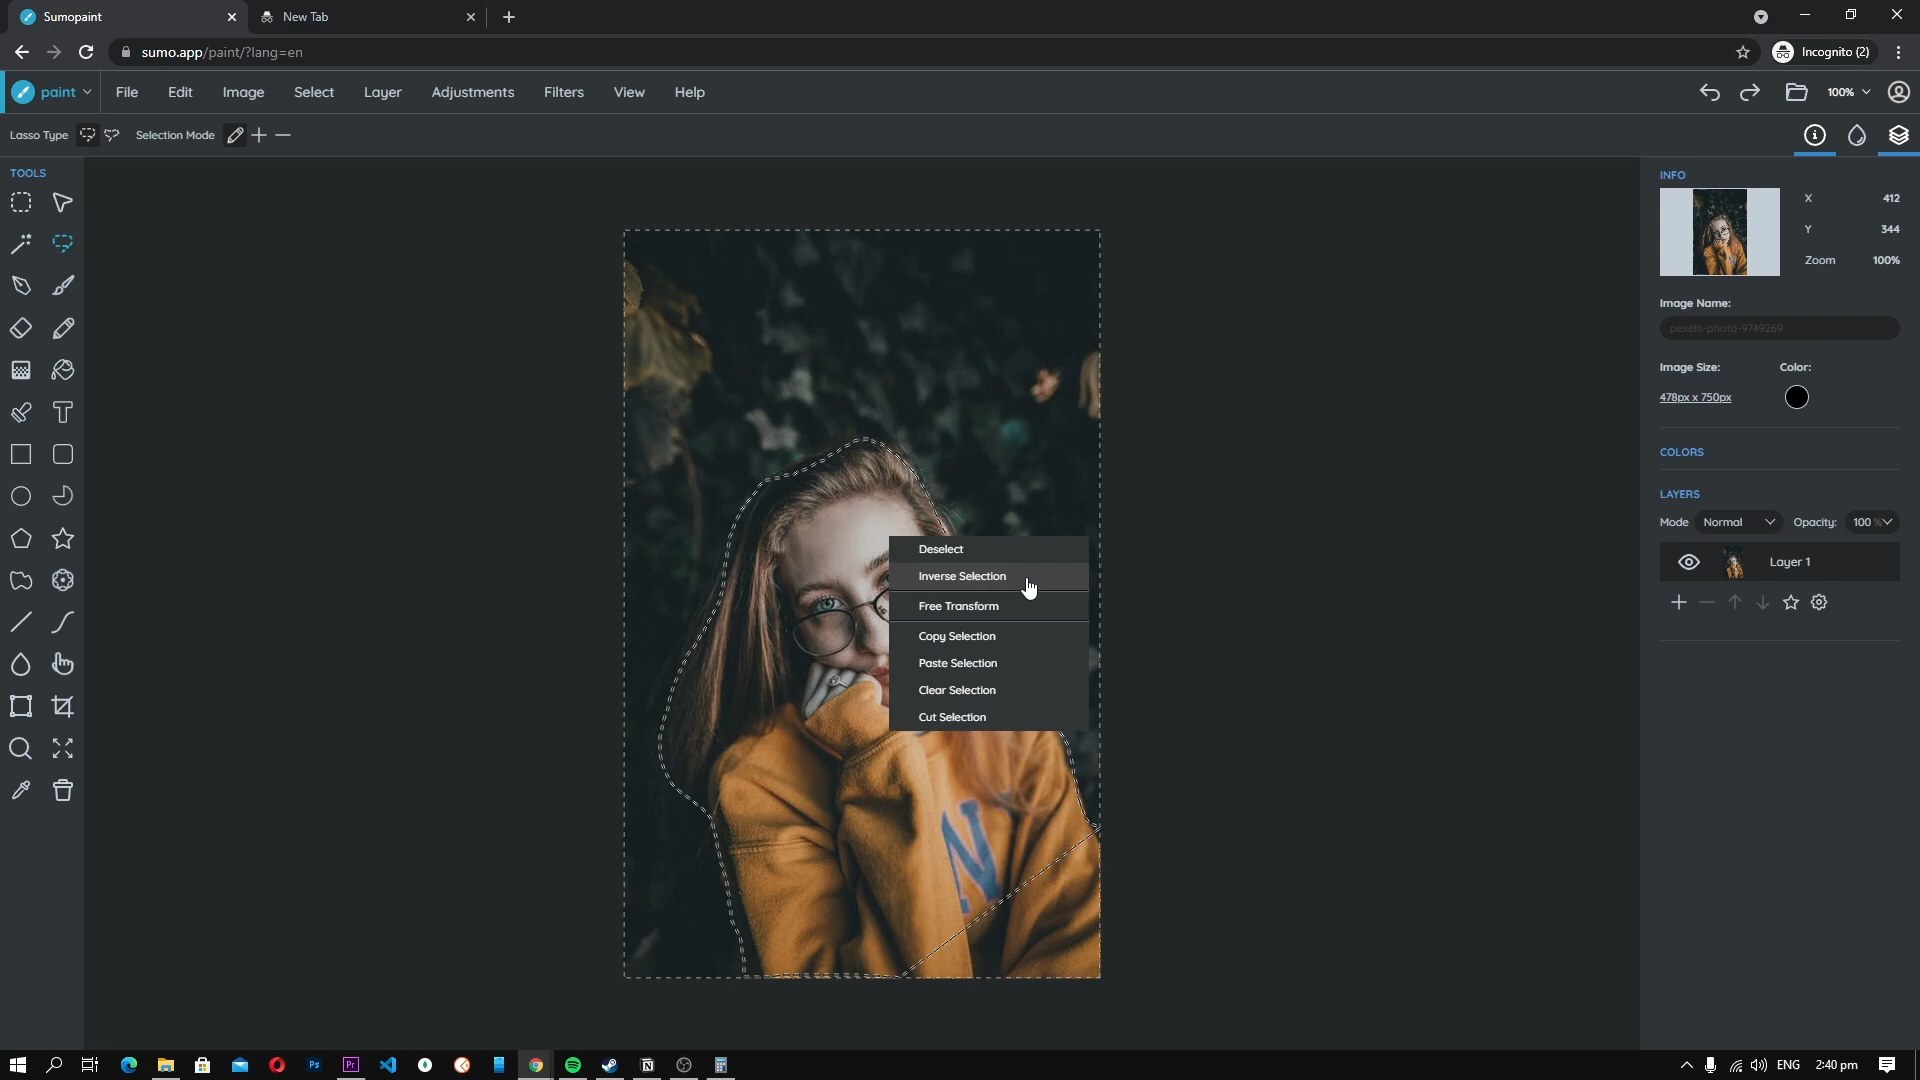 Sumopaint
New Tab
sumo.app/paint/?lang=en
Incognito (2)
paint File Edit Image Select Layer Adjustments Filters View Help
100%
Lasso Type Selection Mode
TOOLS
INFO
X 412
Y 344
Zoom 100%
Image Name:
pexels-photo-9749269
Image Size: Color:
478px x 750px
COLORS
LAYERS
Mode Normal Opacity: 100 %
Layer 1
Deselect
Inverse Selection
Free Transform
Copy Selection
Paste Selection
Clear Selection
Cut Selection
N
T
Ps
Pr
N
ENG 2:40 pm